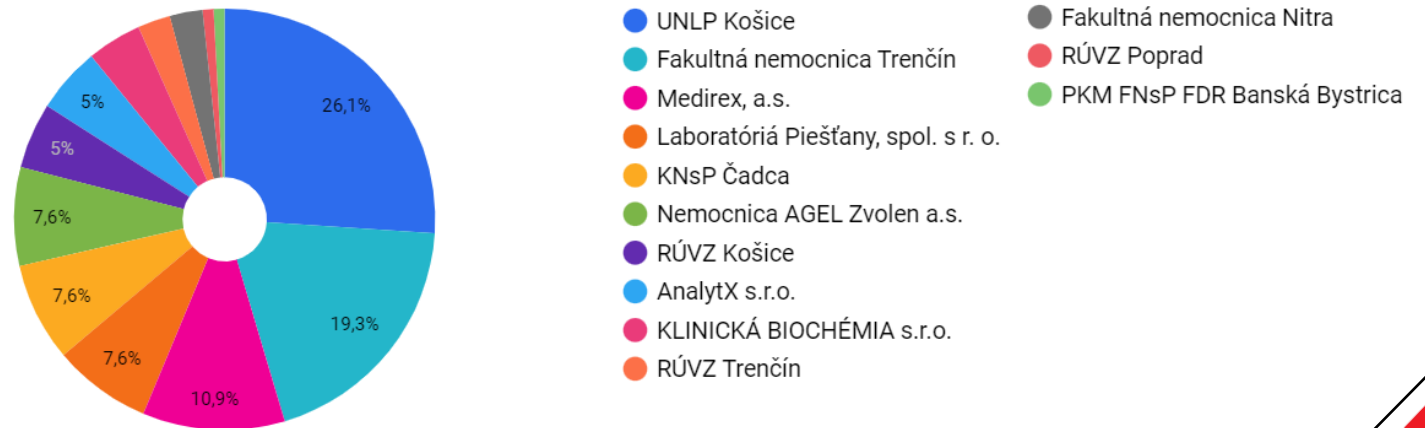 26,1%
19,3%
10,9%
7,6%
7,6%
7,6%
5%
5%
UNLP Košice
Fakultná nemocnica Trenčín
Medirex, a.s.
Laboratóriá Piešťany, spol. s r. o.
KNsP Čadca
Nemocnica AGEL Zvolen a.s.
RÚVZ Košice
AnalytX s.r.o.
KLINICKÁ BIOCHÉMIA s.r.o.
RÚVZ Trenčín
Fakultná nemocnica Nitra
RÚVZ Poprad
PKM FNsP FDR Banská Bystrica